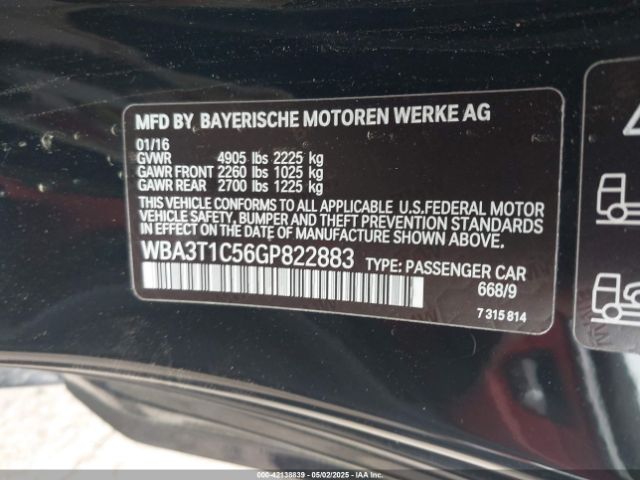 MFD BY. BAYERISCHE MOTOREN WERKE AG
01/16
GVWR 4905 lbs 2225 kg
GAWR FRONT 2260 lbs 1025 kg
GAWR REAR 2700 lbs 1225 kg
THIS VEHICLE CONFORMS TO ALL APPLICABLE U.S.FEDERAL MOTOR
VEHICLE SAFETY, BUMPER AND THEFT PREVENTION STANDARDS
IN EFFECT ON THE DATE OF MANUFACTURE SHOWN ABOVE.
WBA3T1C56GP822883 TYPE: PASSENGER CAR
668/9
7 315 814
000-42138839 05/02/2025 - IAAI.COM